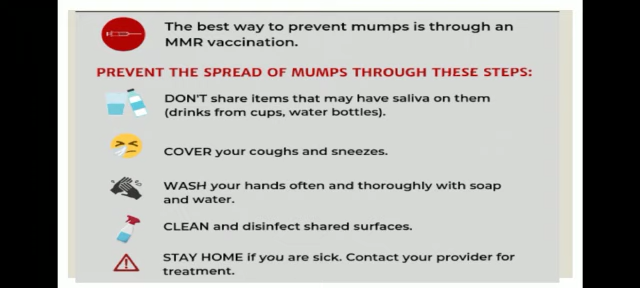 The best way to prevent mumps is through an
MMR vaccination.
PREVENT THE SPREAD OF MUMPS THROUGH THESE STEPS:
DON'T share items that may have saliva on them
(drinks from cups, water bottles).
COVER your coughs and sneezes.
WASH your hands often and thoroughly with soap
and water.
CLEAN and disinfect shared surfaces.
STAY HOME if you are sick. Contact your provider for
treatment.